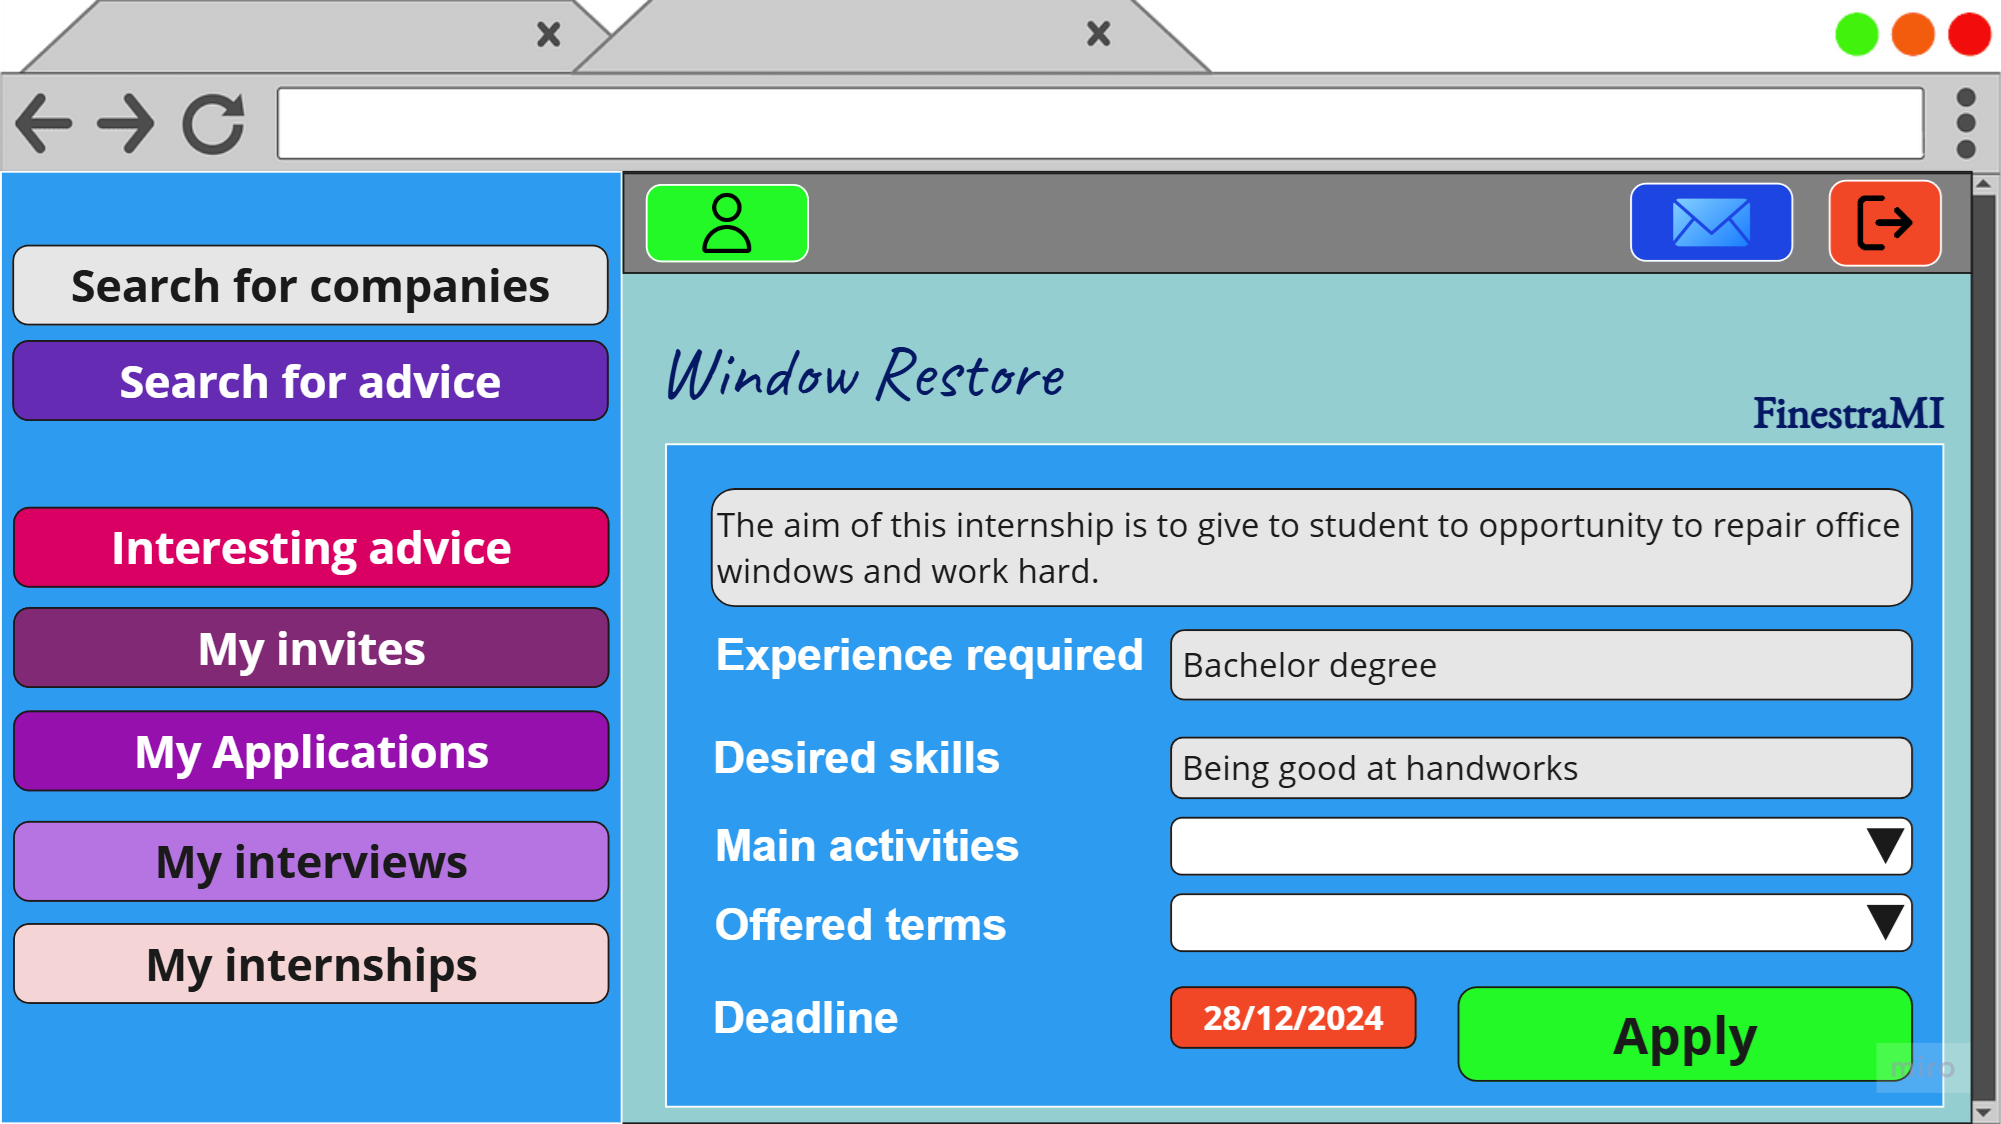 Search for companies
Search for advice
Interesting advice
My invites
My Applications
My interviews
My internships
Window Restore
FinestraMI
The aim of this internship is to give to student to opportunity to repair office
windows and work hard.
Experience required
Bachelor degree
Desired skills
Being good at handworks
Main activities
Offered terms
Deadline
28/12/2024
Apply
miro